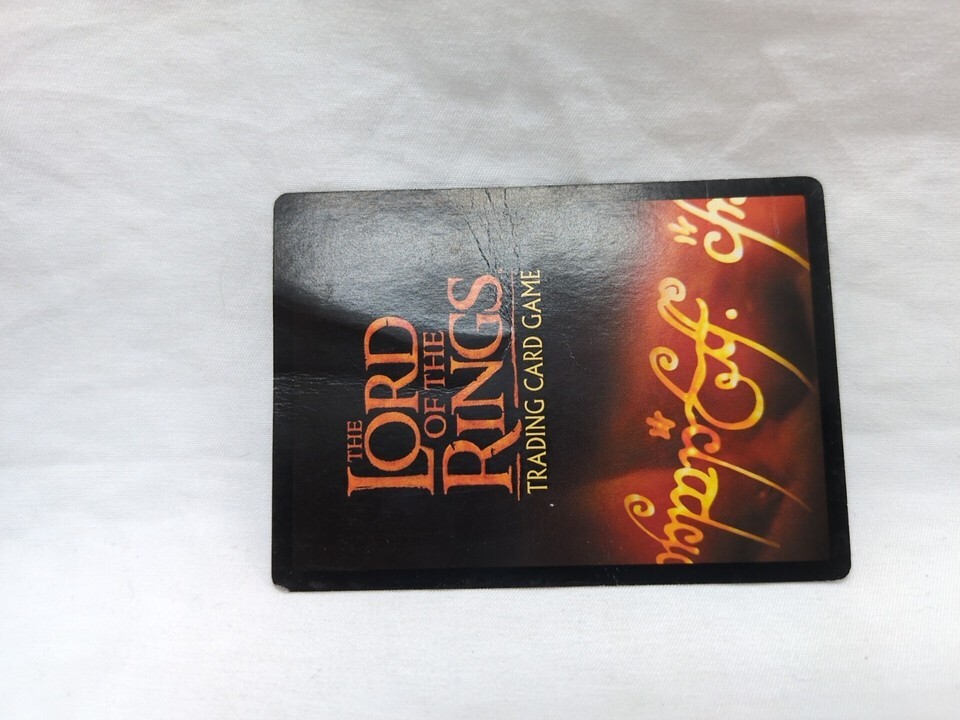 THE
LORD
OF THE
RINGS
TRADING CARD GAME